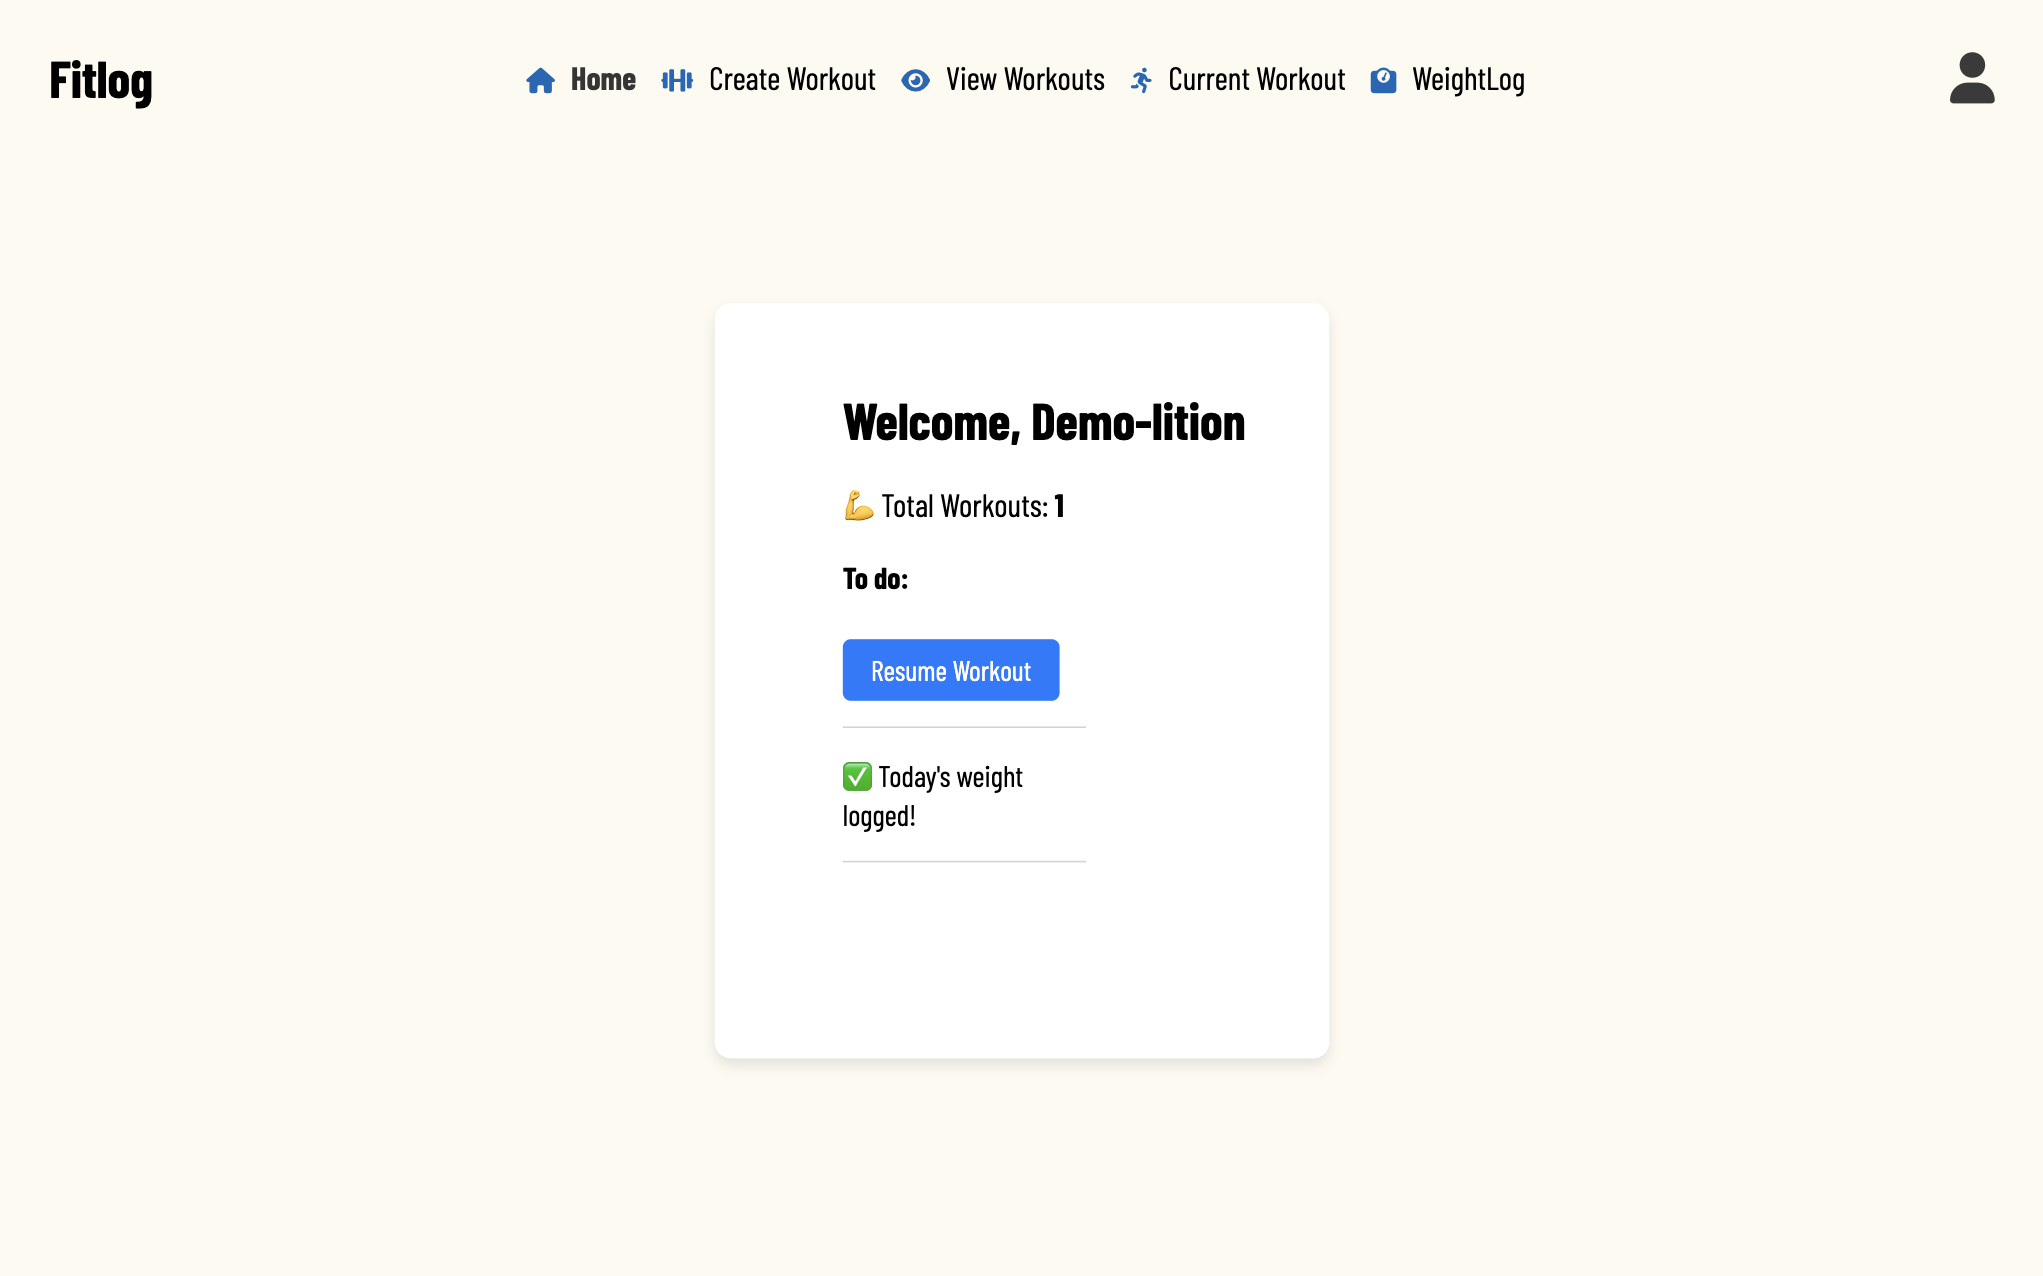 Fitlog
Home Create Workout View Workouts Current Workout WeightLog
Welcome, Demo-lition
💪 Total Workouts: 1
To do:
Resume Workout
✅ Today's weight
logged!